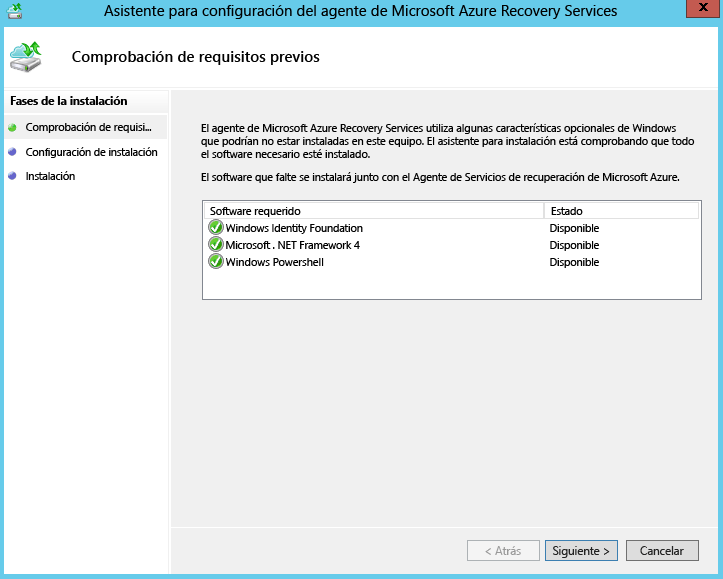 Asistente para configuración del agente de Microsoft Azure Recovery Services
x
Comprobación de requisitos previos
Fases de la instalación
Comprobación de requisi...
Configuración de instalación
Instalación
El agente de Microsoft Azure Recovery Services utiliza algunas características opcionales de Windows
que podrían no estar instaladas en este equipo. El asistente para instalación está comprobando que todo
el software necesario esté instalado.
El software que falte se instalará junto con el Agente de Servicios de recuperación de Microsoft Azure.
Software requerido Estado
Windows Identity Foundation Disponible
Microsoft . NET Framework 4 Disponible
Windows Powershell Disponible
< Atrás Siguiente > Cancelar